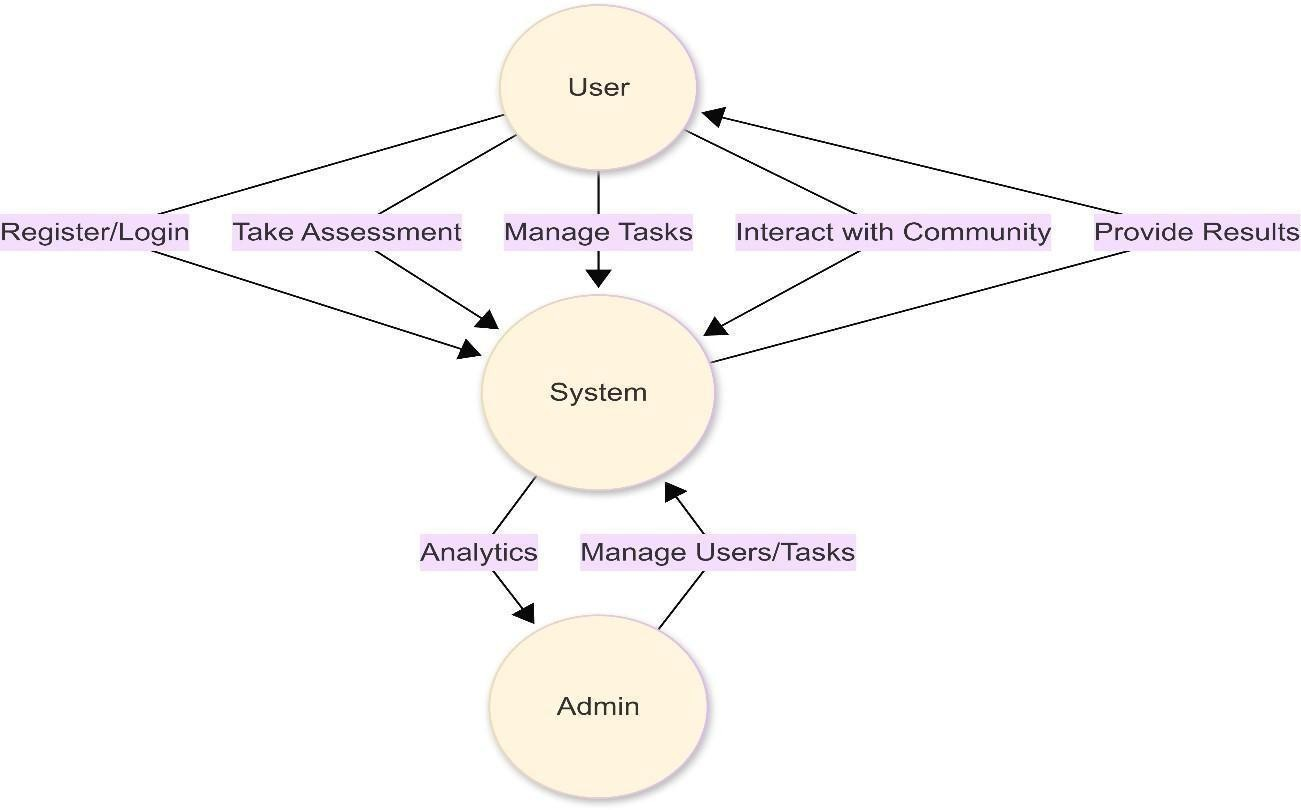 User
Register/Login
Take Assessment
Manage Tasks
Interact with Community
Provide Results
System
Analytics
Manage Users/Tasks
Admin